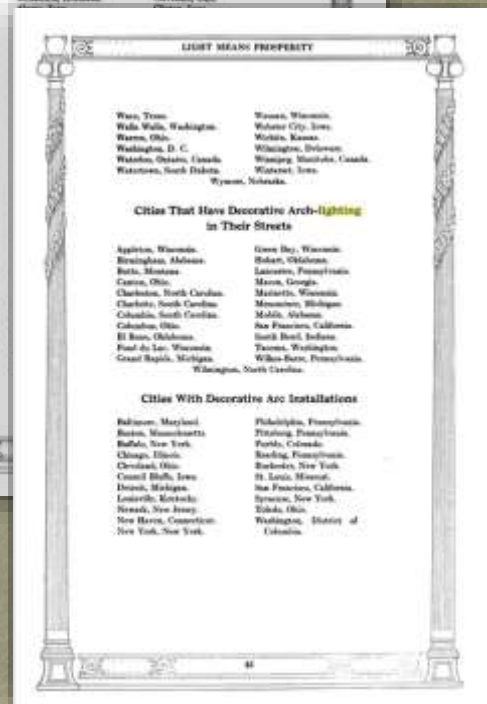 LIGHT MEANS PROSPERITY
Waco, Texas.
Walla Walla, Washington.
Warren, Ohio.
Washington, D. C.
Waterloo, Ontario, Canada.
Watertown, South Dakota.
Wausau, Wisconsin.
Webster City, Iowa.
Wichita, Kansas.
Wilmington, Delaware.
Winnipeg, Manitoba, Canada.
Winterset, Iowa.
Wymore, Nebraska.
Cities That Have Decorative Arch-lighting
in Their Streets
Appleton, Wisconsin.
Birmingham, Alabama.
Butte, Montana.
Canton, Ohio.
Charleston, North Carolina.
Charlotte, South Carolina.
Columbia, South Carolina.
Columbus, Ohio.
El Reno, Oklahoma.
Fond du Lac, Wisconsin.
Grand Rapids, Michigan.
Green Bay, Wisconsin.
Hobart, Oklahoma.
Lancaster, Pennsylvania.
Macon, Georgia.
Marinette, Wisconsin.
Menominee, Michigan.
Mobile, Alabama.
San Francisco, California.
South Bend, Indiana.
Tacoma, Washington.
Wilkes-Barre, Pennsylvania.
Wilmington, North Carolina.
Cities With Decorative Arc Installations
Baltimore, Maryland.
Boston, Massachusetts.
Buffalo, New York.
Chicago, Illinois.
Cleveland, Ohio.
Council Bluffs, Iowa.
Detroit, Michigan.
Louisville, Kentucky.
Newark, New Jersey.
New Haven, Connecticut.
New York, New York.
Philadelphia, Pennsylvania.
Pittsburg, Pennsylvania.
Pueblo, Colorado.
Reading, Pennsylvania.
Rochester, New York.
St. Louis, Missouri.
San Francisco, California.
Syracuse, New York.
Toledo, Ohio.
Washington, District of
Columbia.